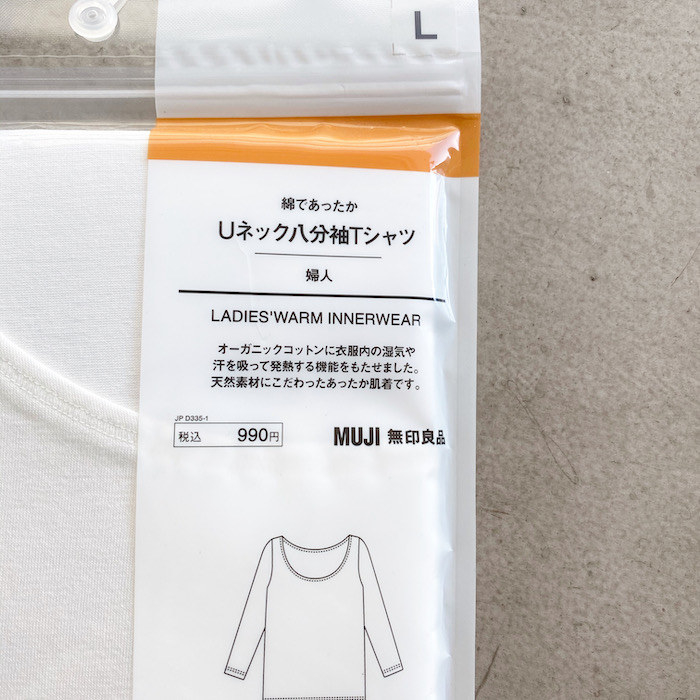 L
綿であったか
Uネック八分袖Tシャツ
婦人
LADIES'WARM INNERWEAR
オーガニックコットンに衣服内の湿気や
汗を吸って発熱する機能をもたせました。
天然素材にこだわったあったか肌着です。
JP D335-1
税込 990円
MUJI 無印良品